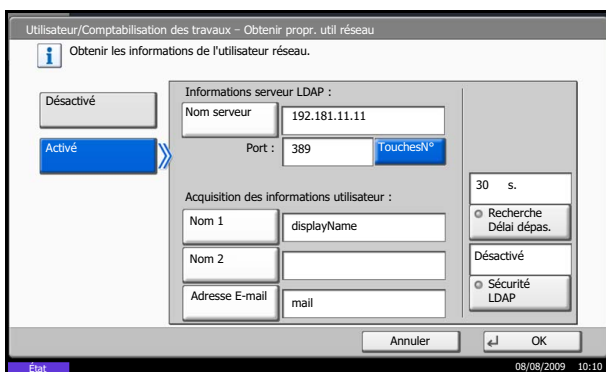 Utilisateur/Comptabilisation des travaux – Obtenir propr. util réseau
Obtenir les informations de l'utilisateur réseau.
Désactivé
Activé
Informations serveur LDAP :
Nom serveur
192.181.11.11
Port :
389
TouchesN°
Acquisition des informations utilisateur :
Nom 1
displayName
Nom 2
Adresse E-mail
mail
30 s.
Recherche
Délai dépas.
Désactivé
Sécurité
LDAP
Annuler
OK
État
08/08/2009 10:10